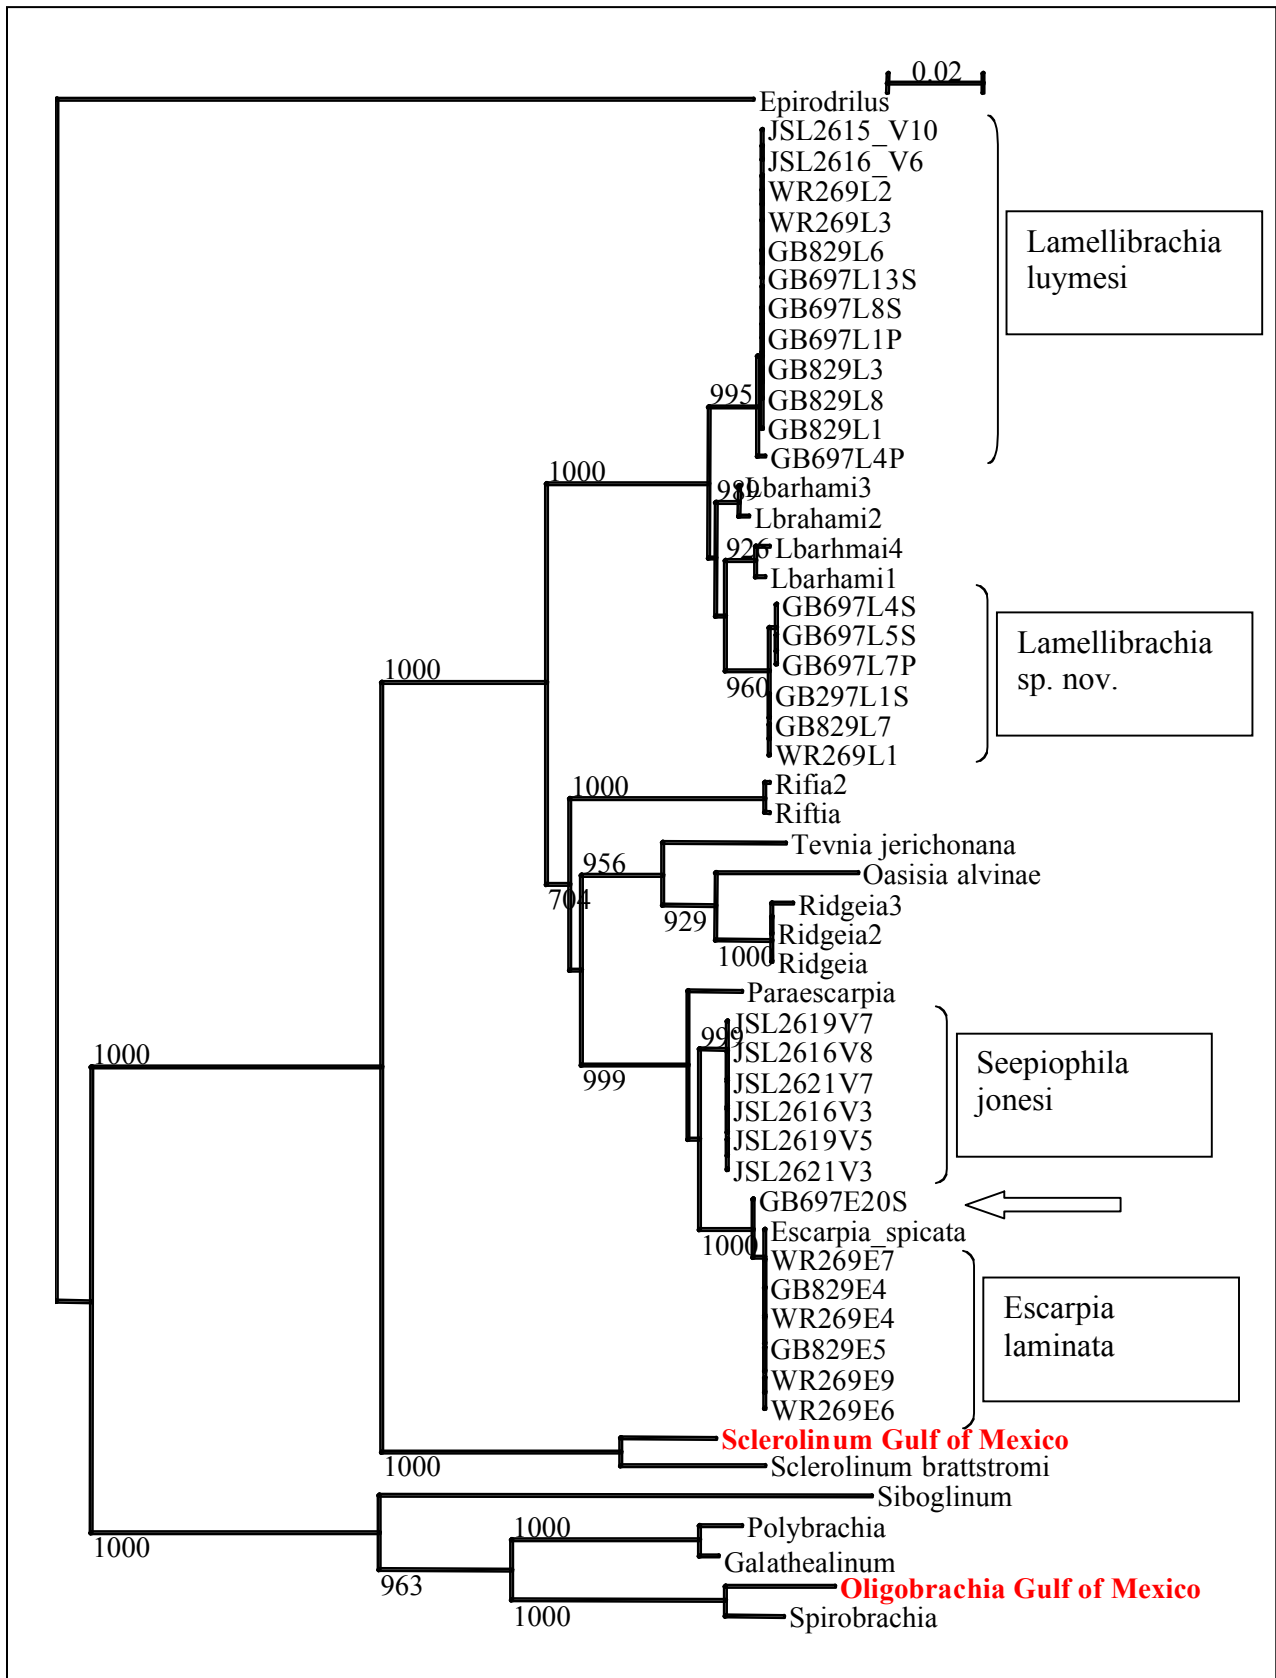 0.02
Epirodrilus
JSL2615_V10
JSL2616_V6
WR269L2
WR269L3
GB829L6
GB697L13S
GB697L8S
GB697L1P
GB829L3
GB829L8
GB829L1
GB697L4P
Lamellibrachia
luymesi
995
1000
989
Lbarhami3
Lbrahami2
926
Lbarhmai4
Lbarhami1
GB697L4S
GB697L5S
GB697L7P
GB297L1S
GB829L7
WR269L1
Lamellibrachia
sp. nov.
960
1000
1000
Rifia2
Riftia
Tevnia jerichonana
956
Oasisia alvinae
704
929
Ridgeia3
Ridgeia2
1000
Ridgeia
Paraescarpia
JSL2619V7
999
JSL2616V8
JSL2621V7
JSL2616V3
JSL2619V5
JSL2621V3
Seepiophila
jonesi
1000
999
GB697E20S
1000
Escarpia_spicata
WR269E7
GB829E4
WR269E4
GB829E5
WR269E9
WR269E6
Escarpia
laminata
Sclerolinum Gulf of Mexico
1000
Sclerolinum brattstromi
Siboglinum
1000
Polybrachia
1000
Galathealinum
963
Oligobrachia Gulf of Mexico
1000
Spirobrachia